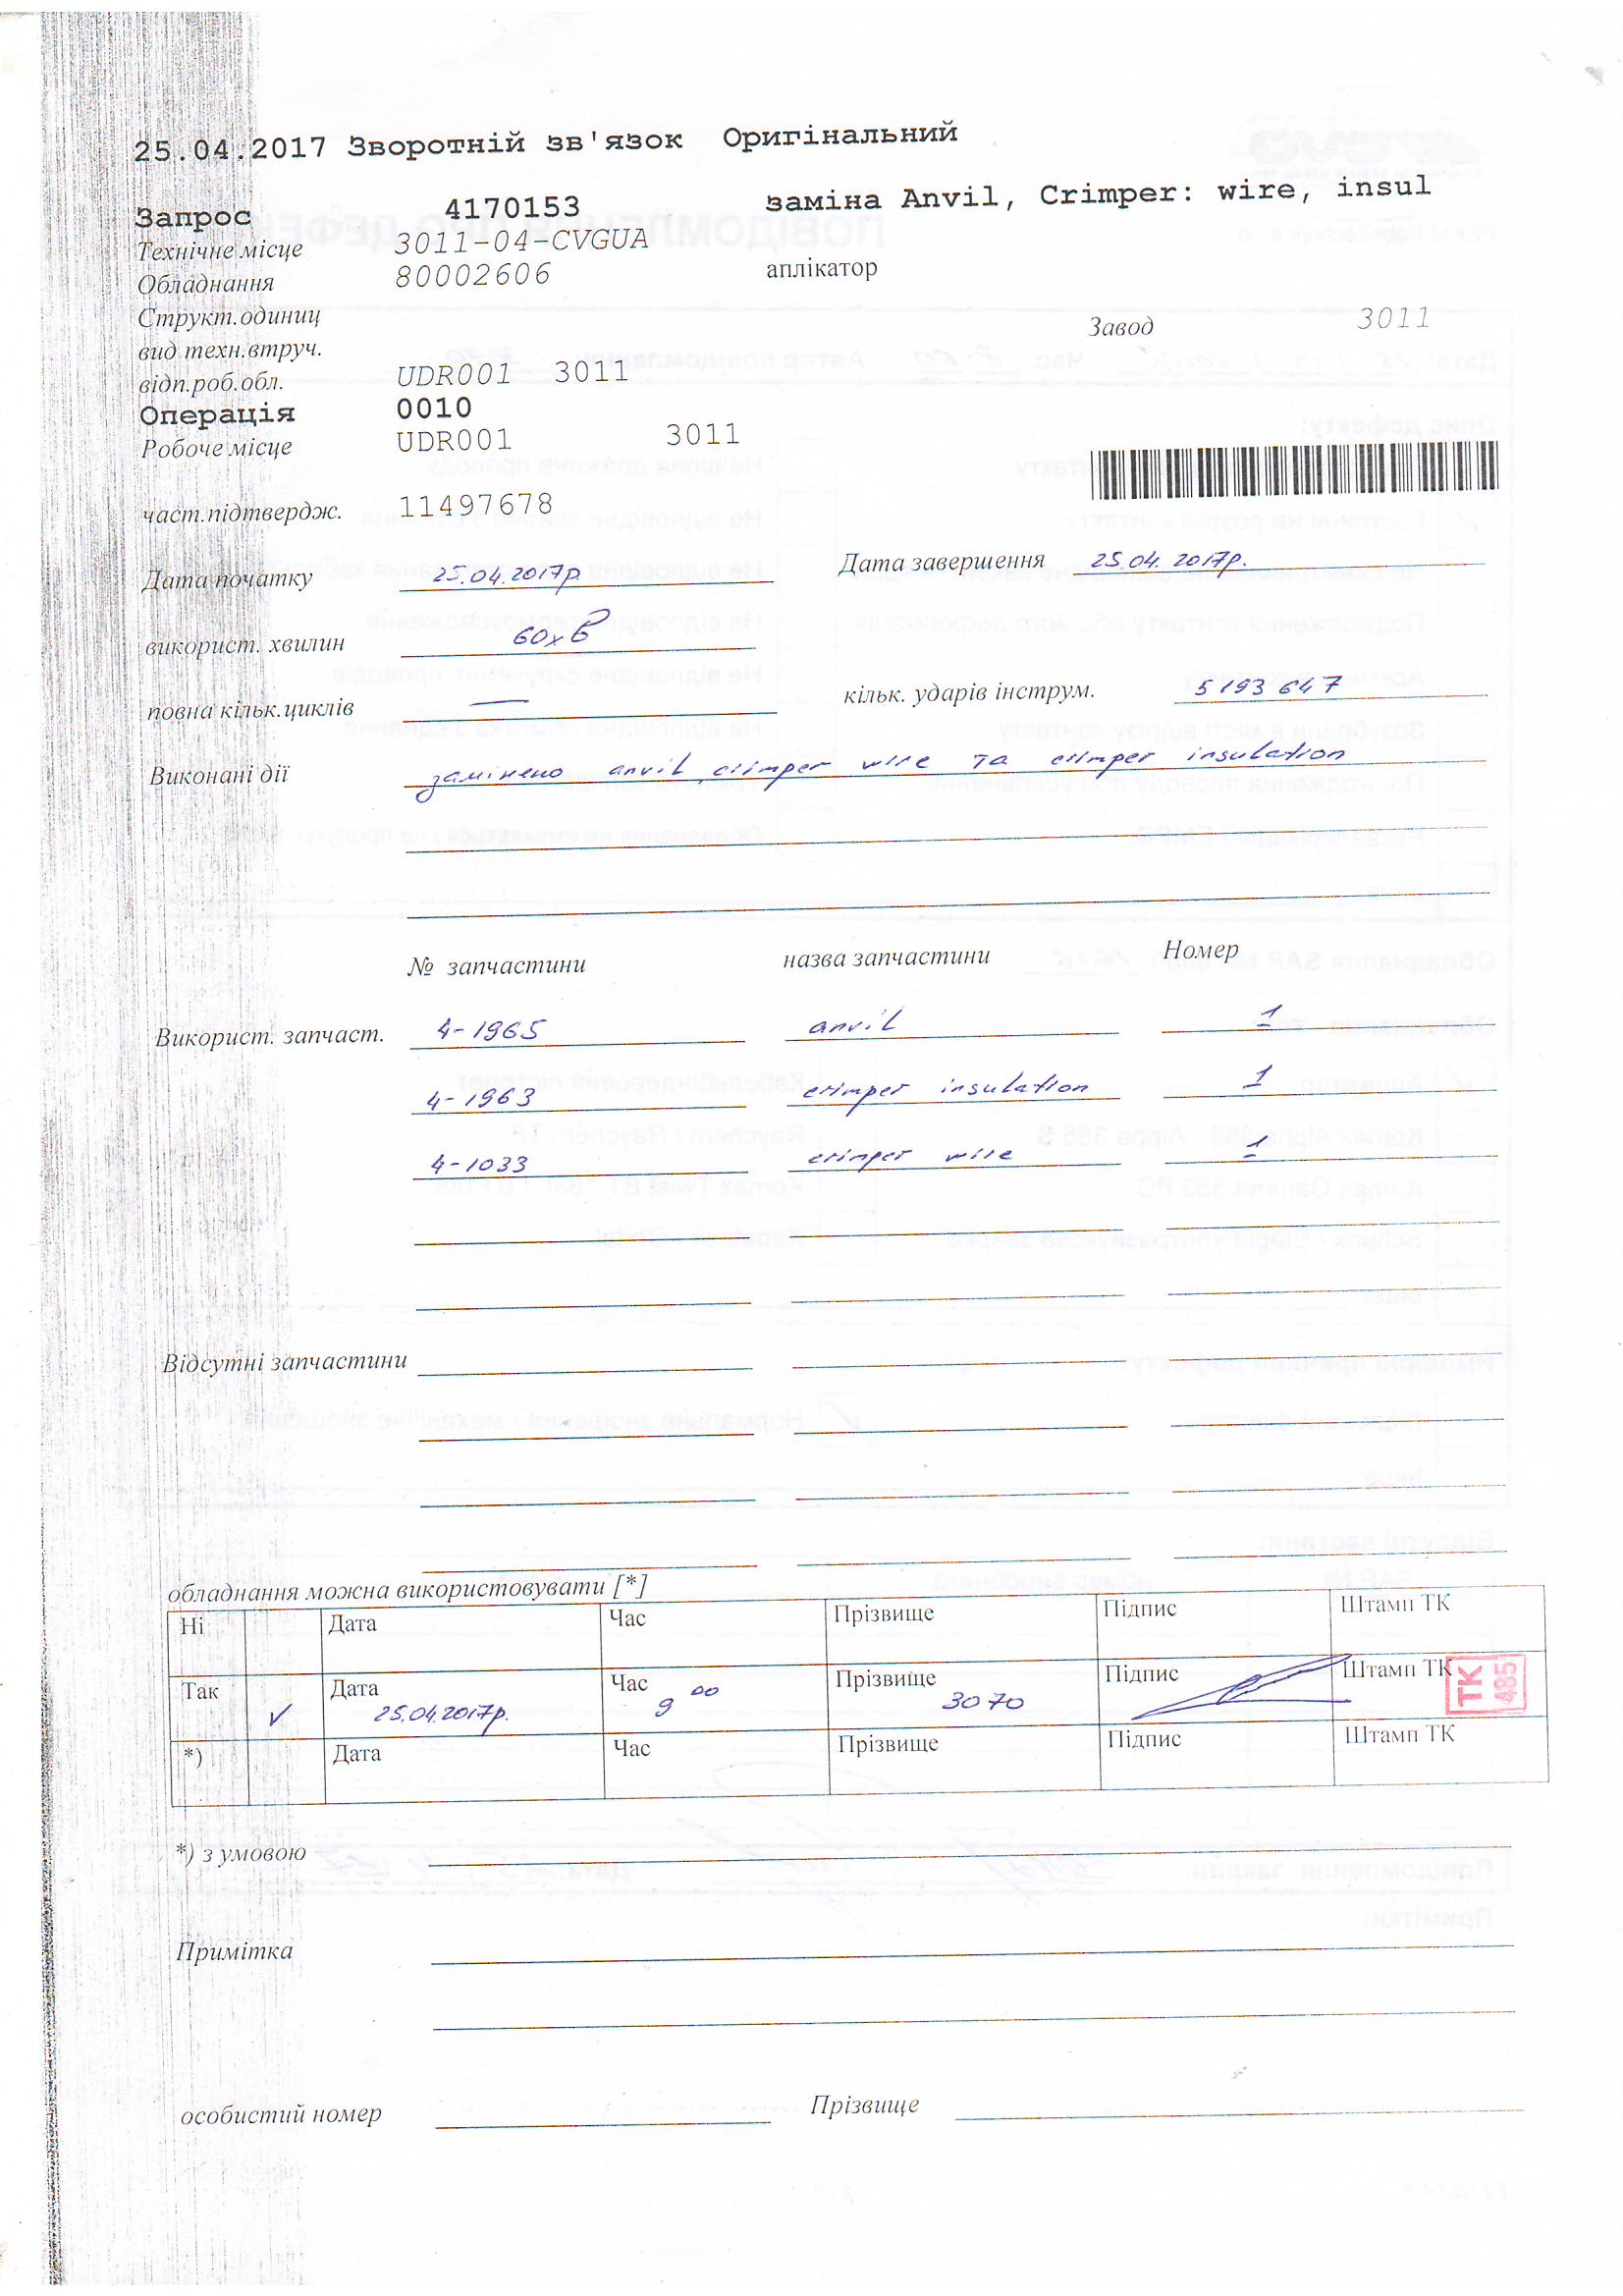 25.04.2017 Зворотній зв'язок Оригінальний
Запрос 4170153 заміна Anvil, Crimper: wire, insul
Технічне місце 3011-04-CVGUA
Обладнання 80002606 аплікатор
Структ.одиниц Завод 3011
вид техн.втруч.
відп.роб.обл. UDR001 3011
Операція 0010
Робоче місце UDR001 3011
част.підтвердж. 11497678
Дата початку 25.04.2017р Дата завершення 25.04.2017р.
використ. хвилин
повна кільк.циклів — кільк. ударів інструм. 5193647
Виконані дії замінено anvil, crimper wire та crimper insulation
№ запчастини назва запчастини Номер
Використ. запчаст. 4-1965 anvil 1
4-1963 crimper insulation 1
4-1033 crimper wire 1
Відсутні запчастини
обладнання можна використовувати [*]
Ні Дата Час Прізвище Підпис Штамп ТК
Так Дата Час Прізвище Підпис Штамп ТК
✓ 25.04.2017р. 9 00 3070 ТК 485
*) Дата Час Прізвище Підпис Штамп ТК
*) з умовою
Примітка
особистий номер Прізвище